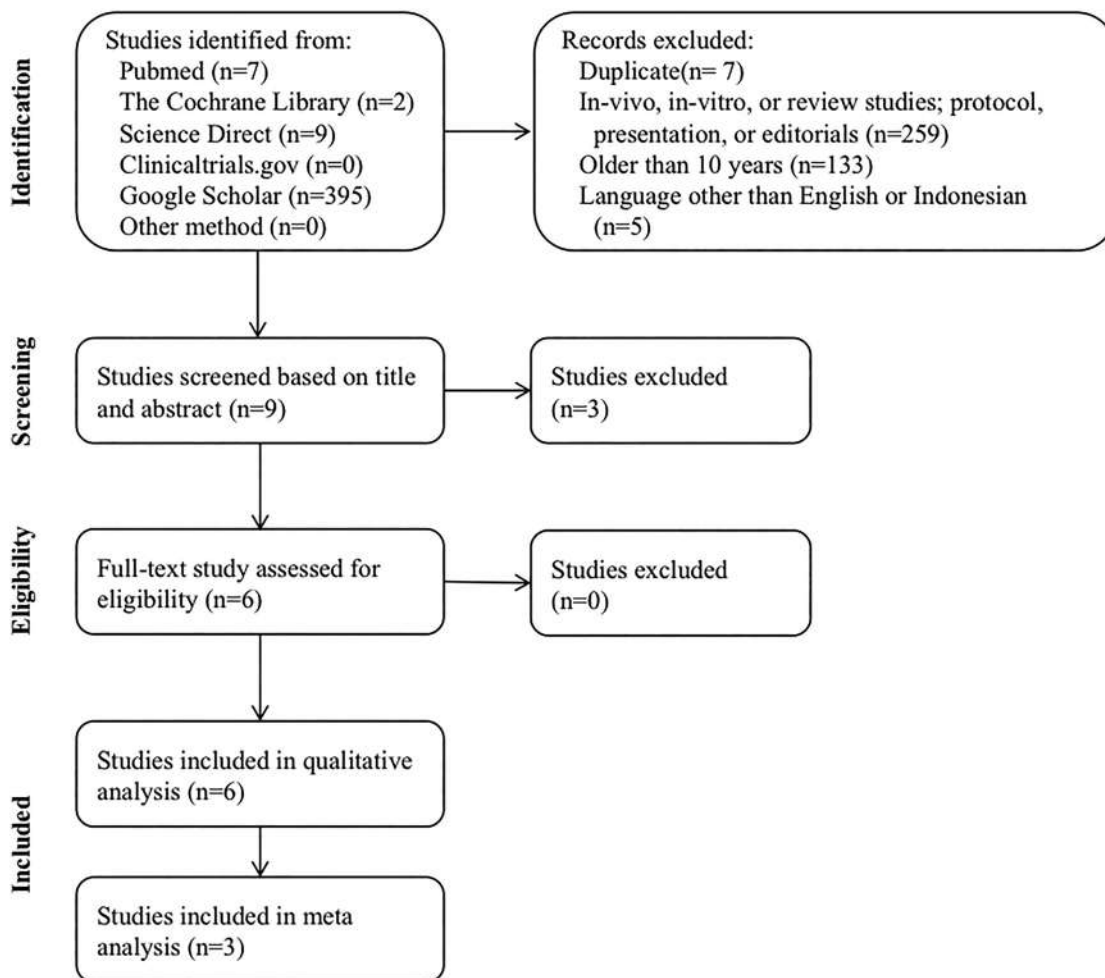 Identification
Studies identified from:
Pubmed (n=7)
The Cochrane Library (n=2)
Science Direct (n=9)
Clinicaltrials.gov (n=0)
Google Scholar (n=395)
Other method (n=0)
Records excluded:
Duplicate(n= 7)
In-vivo, in-vitro, or review studies; protocol,
presentation, or editorials (n=259)
Older than 10 years (n=133)
Language other than English or Indonesian
(n=5)
Screening
Studies screened based on title
and abstract (n=9)
Studies excluded
(n=3)
Eligibility
Full-text study assessed for
eligibility (n=6)
Studies excluded
(n=0)
Included
Studies included in qualitative
analysis (n=6)
Studies included in meta
analysis (n=3)